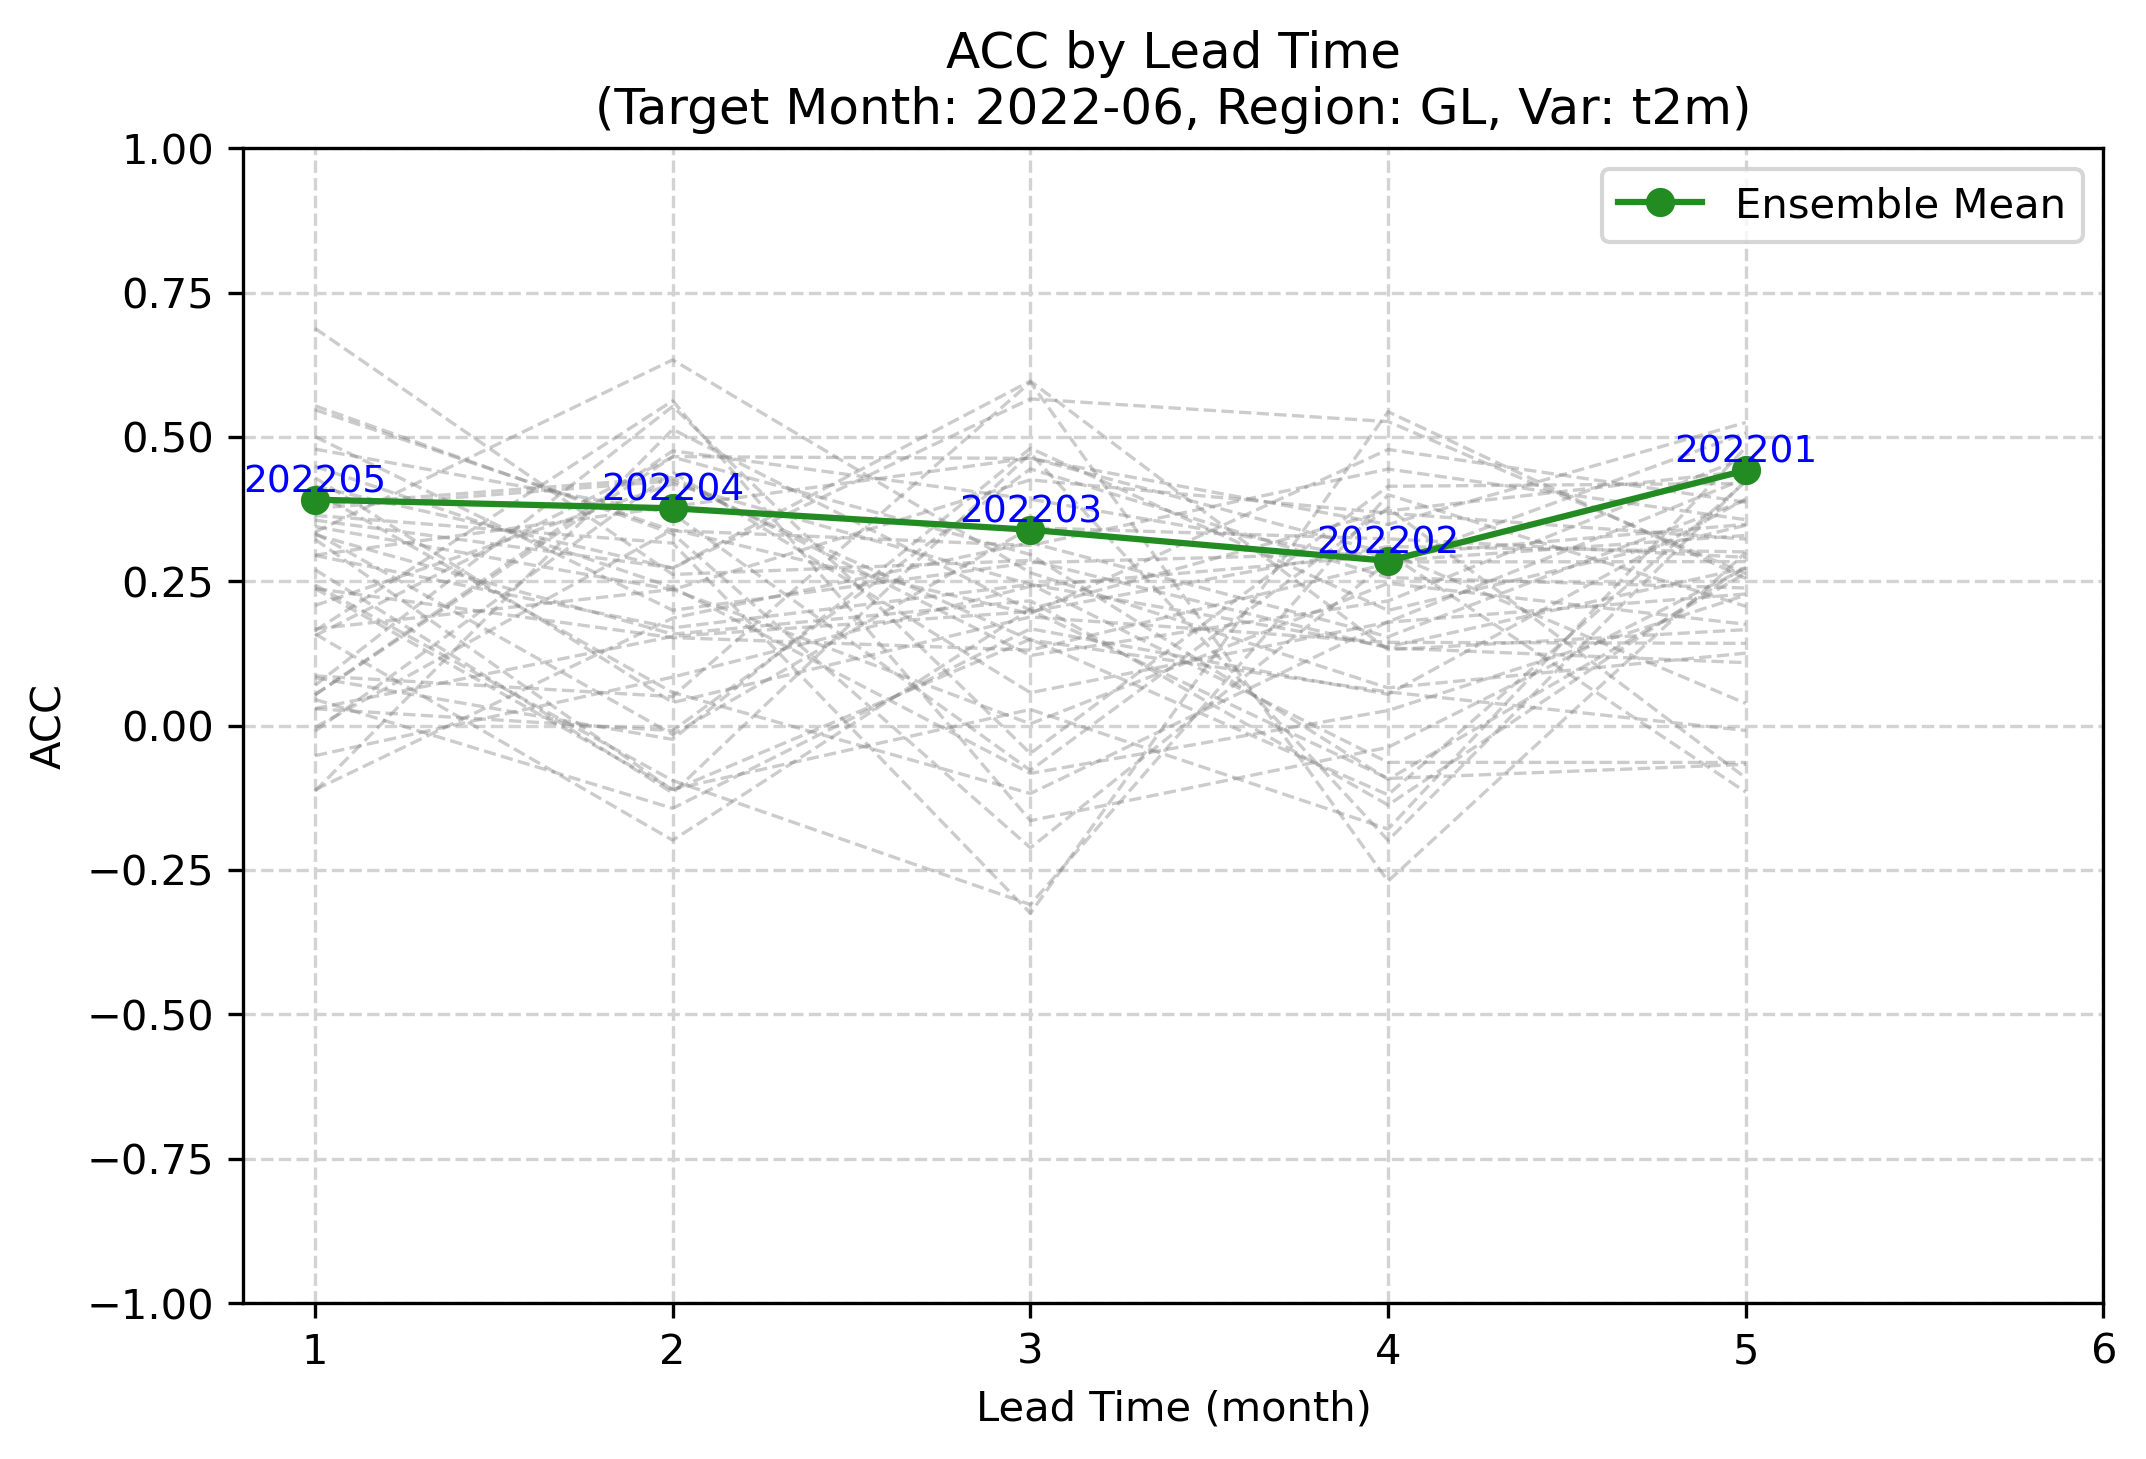 ACC by Lead Time
(Target Month: 2022-06, Region: GL, Var: t2m)
1.00
0.75
0.50
0.25
0.00
−0.25
−0.50
−0.75
−1.00
ACC
Ensemble Mean
202205
202204
202203
202202
202201
1 2 3 4 5 6
Lead Time (month)